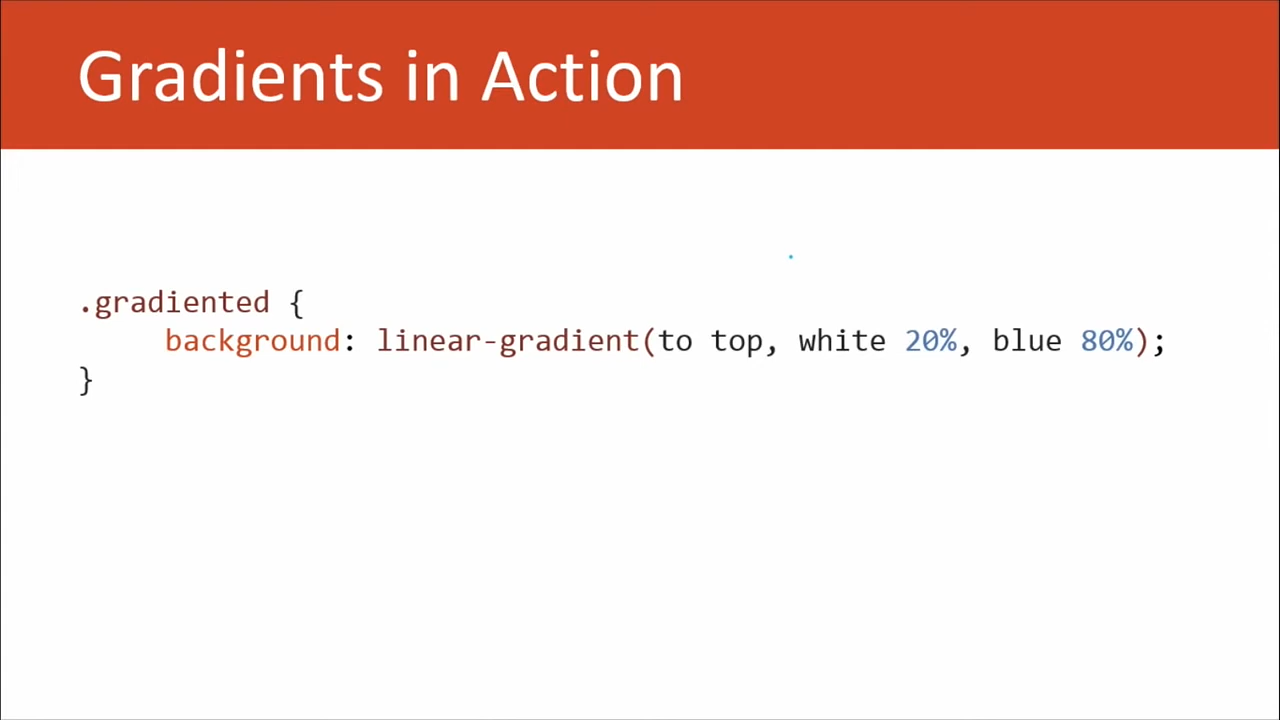 Gradients in Action
.gradiented {
background: linear-gradient(to top, white 20%, blue 80%);
}